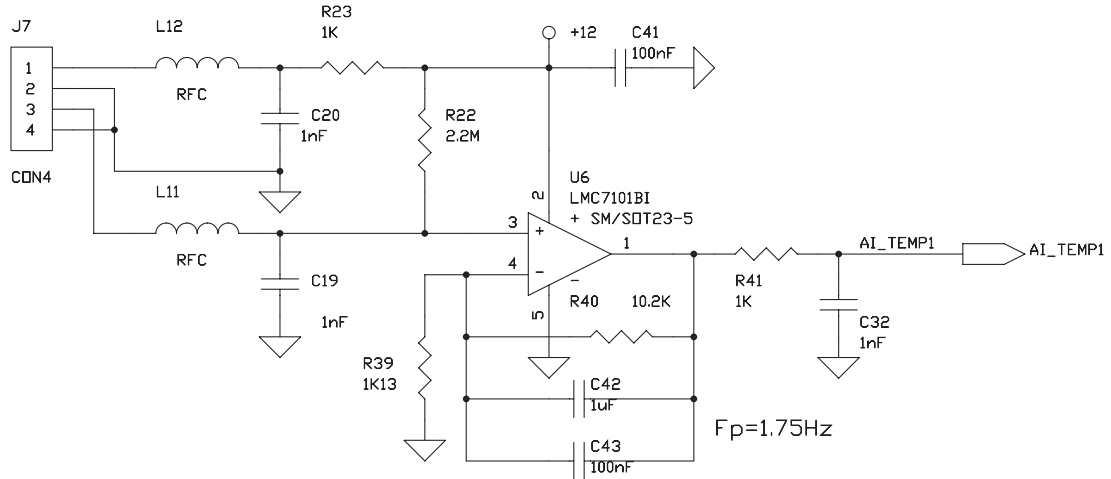 J7
L12
R23
1K
+12
C41
100nF
1
2
3
4
RFC
C20
1nF
R22
2.2M
CON4
L11
RFC
C19
1nF
2
U6
LMC7101BI
+ SM/SOT23-5
3
+
1
4
-
-
5
R40
10.2K
R41
1K
AI_TEMP1
AI_TEMP1
C32
1nF
R39
1K13
C42
1uF
C43
100nF
Fp=1.75Hz